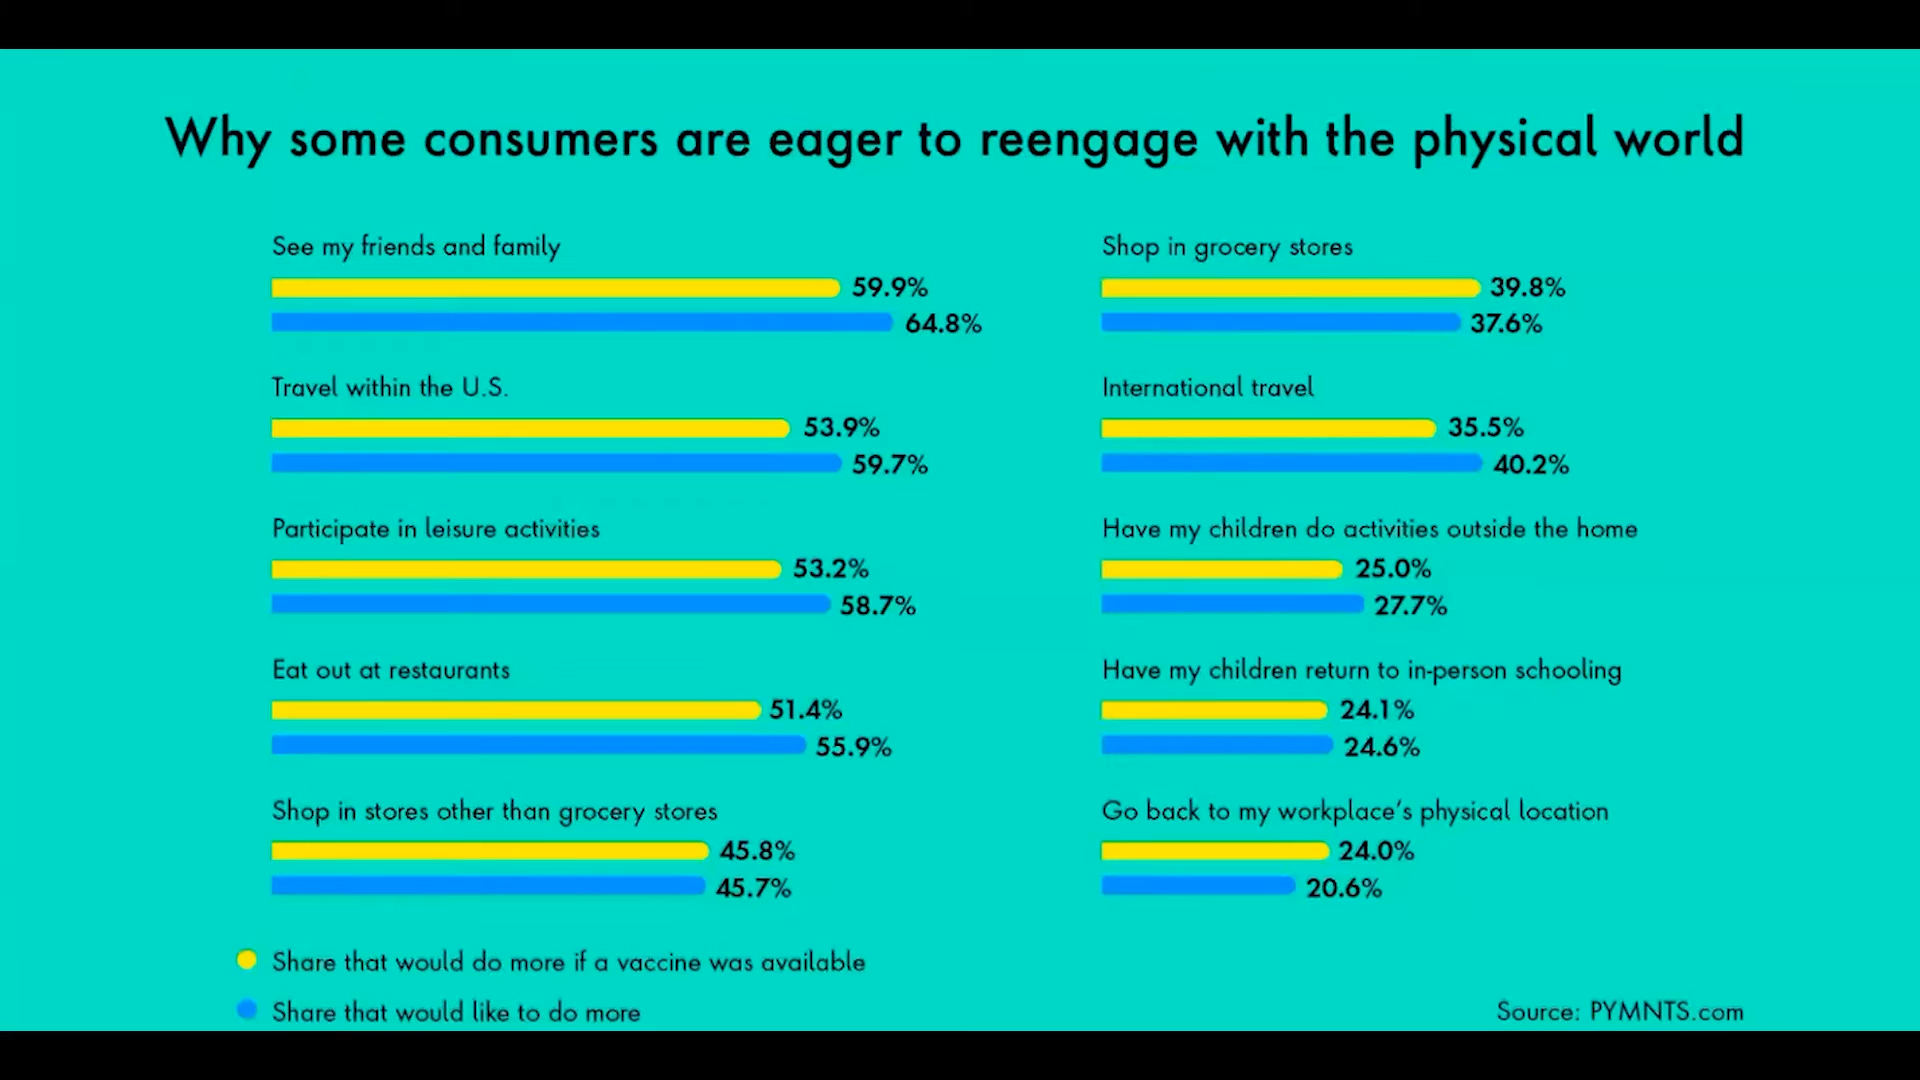 Why some consumers are eager to reengage with the physical world
See my friends and family
59.9%
64.8%
Travel within the U.S.
53.9%
59.7%
Participate in leisure activities
53.2%
58.7%
Eat out at restaurants
51.4%
55.9%
Shop in stores other than grocery stores
45.8%
45.7%
Shop in grocery stores
39.8%
37.6%
International travel
35.5%
40.2%
Have my children do activities outside the home
25.0%
27.7%
Have my children return to in-person schooling
24.1%
24.6%
Go back to my workplace’s physical location
24.0%
20.6%
Share that would do more if a vaccine was available
Share that would like to do more
Source: PYMNTS.com